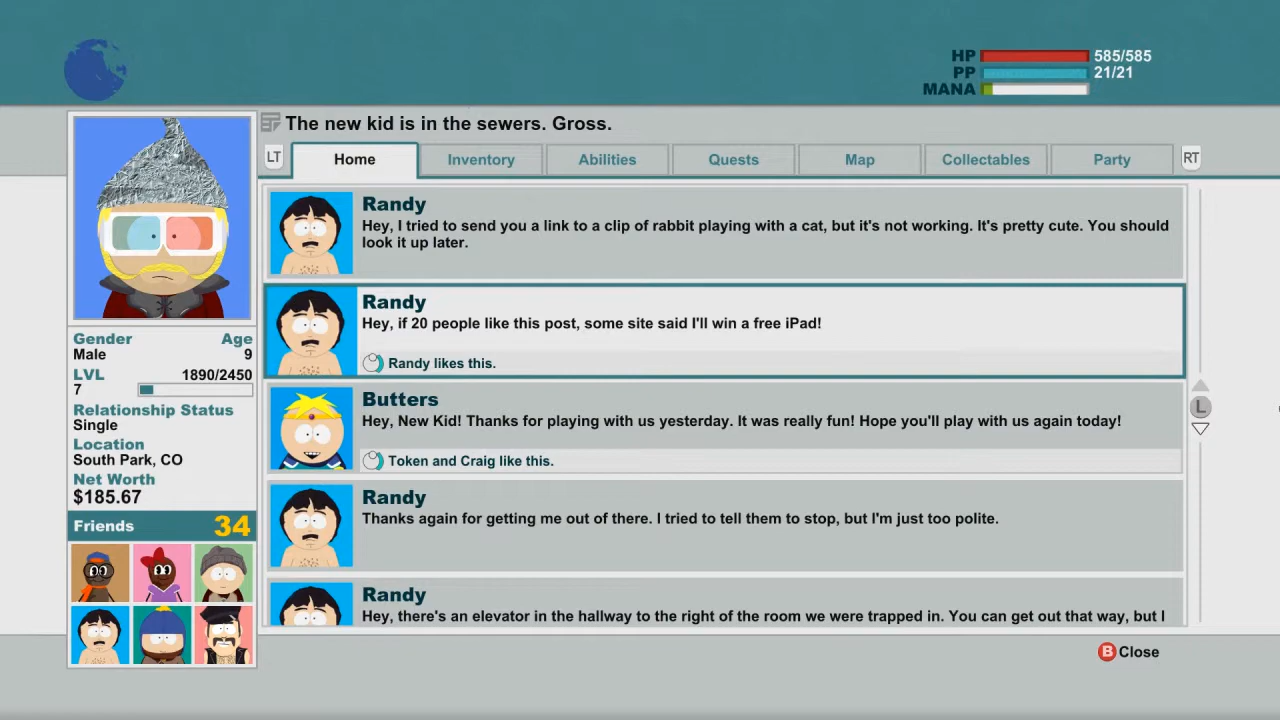 HP 585/585
PP 21/21
MANA
The new kid is in the sewers. Gross.
LT Home Inventory Abilities Quests Map Collectables Party RT
Gender Age
Male 9
LVL 1890/2450
7
Relationship Status
Single
Location
South Park, CO
Net Worth
$185.67
Friends 34
Randy
Hey, I tried to send you a link to a clip of rabbit playing with a cat, but it's not working. It's pretty cute. You should
look it up later.
Randy
Hey, if 20 people like this post, some site said I'll win a free iPad!
Randy likes this.
Butters
Hey, New Kid! Thanks for playing with us yesterday. It was really fun! Hope you'll play with us again today!
Token and Craig like this.
Randy
Thanks again for getting me out of there. I tried to tell them to stop, but I'm just too polite.
Randy
Hey, there's an elevator in the hallway to the right of the room we were trapped in. You can get out that way, but I
L
B Close